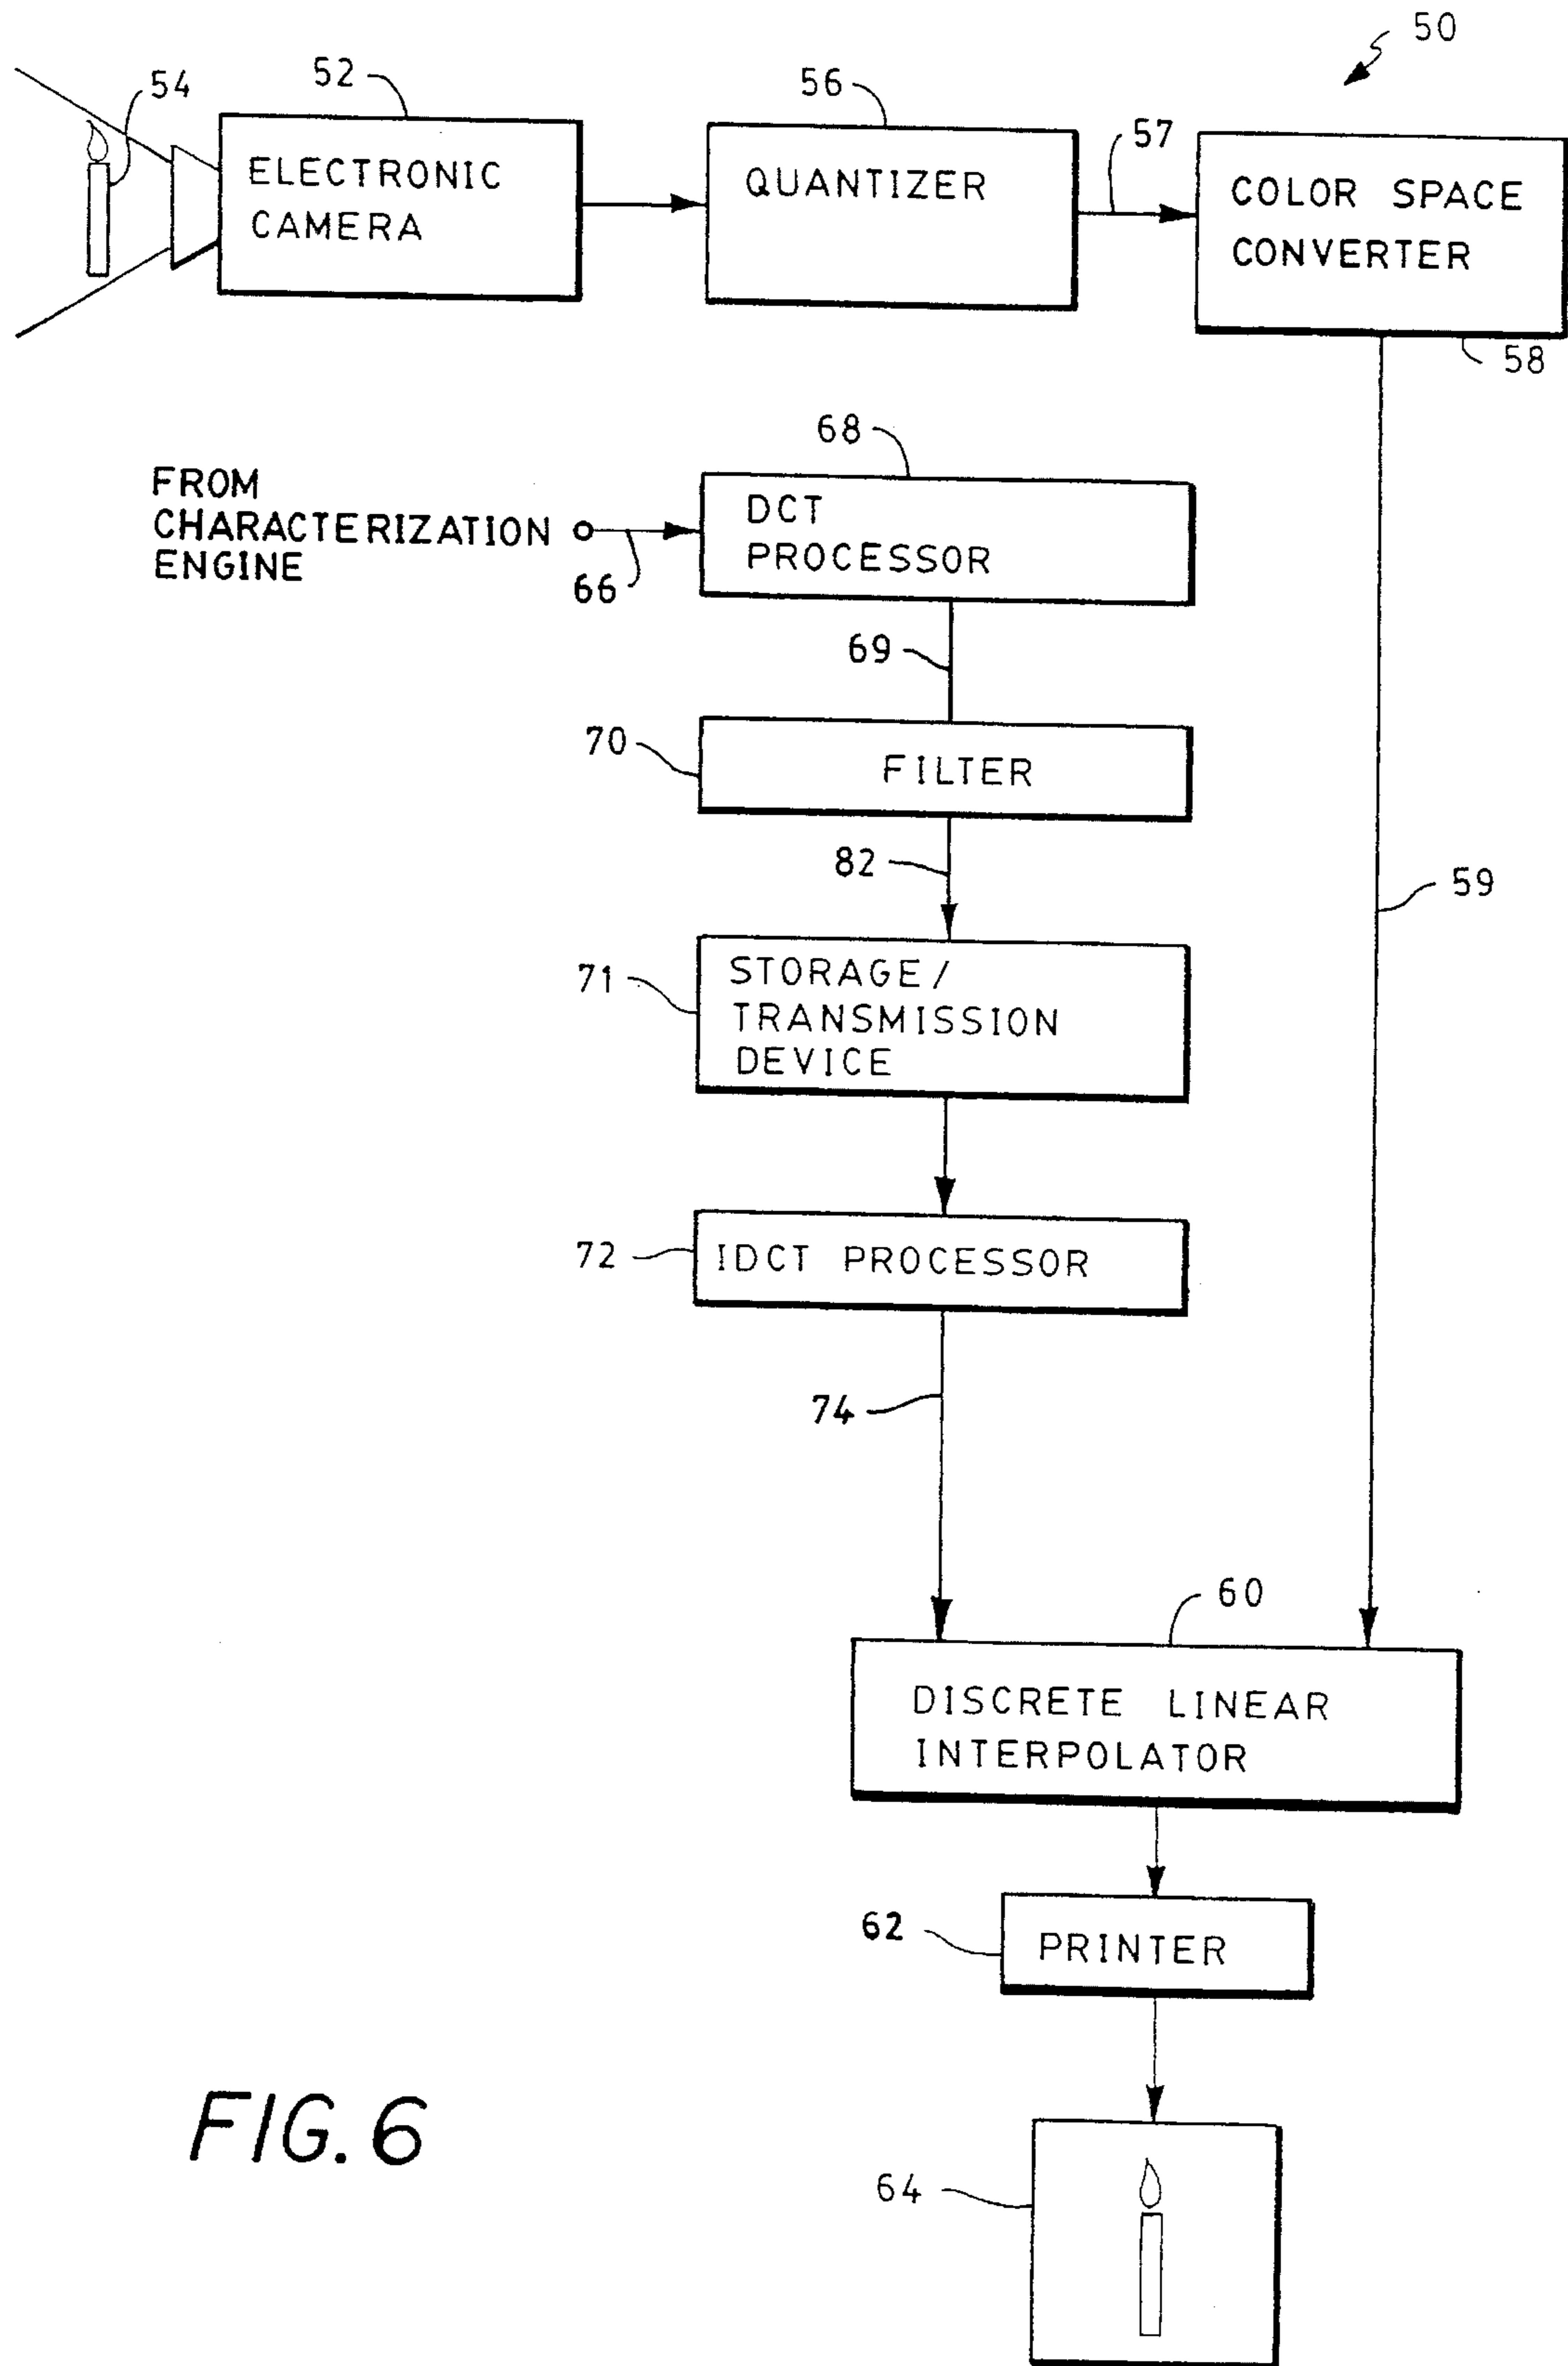 50
54
52
56
57
ELECTRONIC
CAMERA
QUANTIZER
COLOR SPACE
CONVERTER
58
68
FROM
CHARACTERIZATION
ENGINE
66
DCT
PROCESSOR
69
70
FILTER
82
59
71
STORAGE/
TRANSMISSION
DEVICE
72
IDCT PROCESSOR
74
60
DISCRETE LINEAR
INTERPOLATOR
62
PRINTER
64
FIG. 6